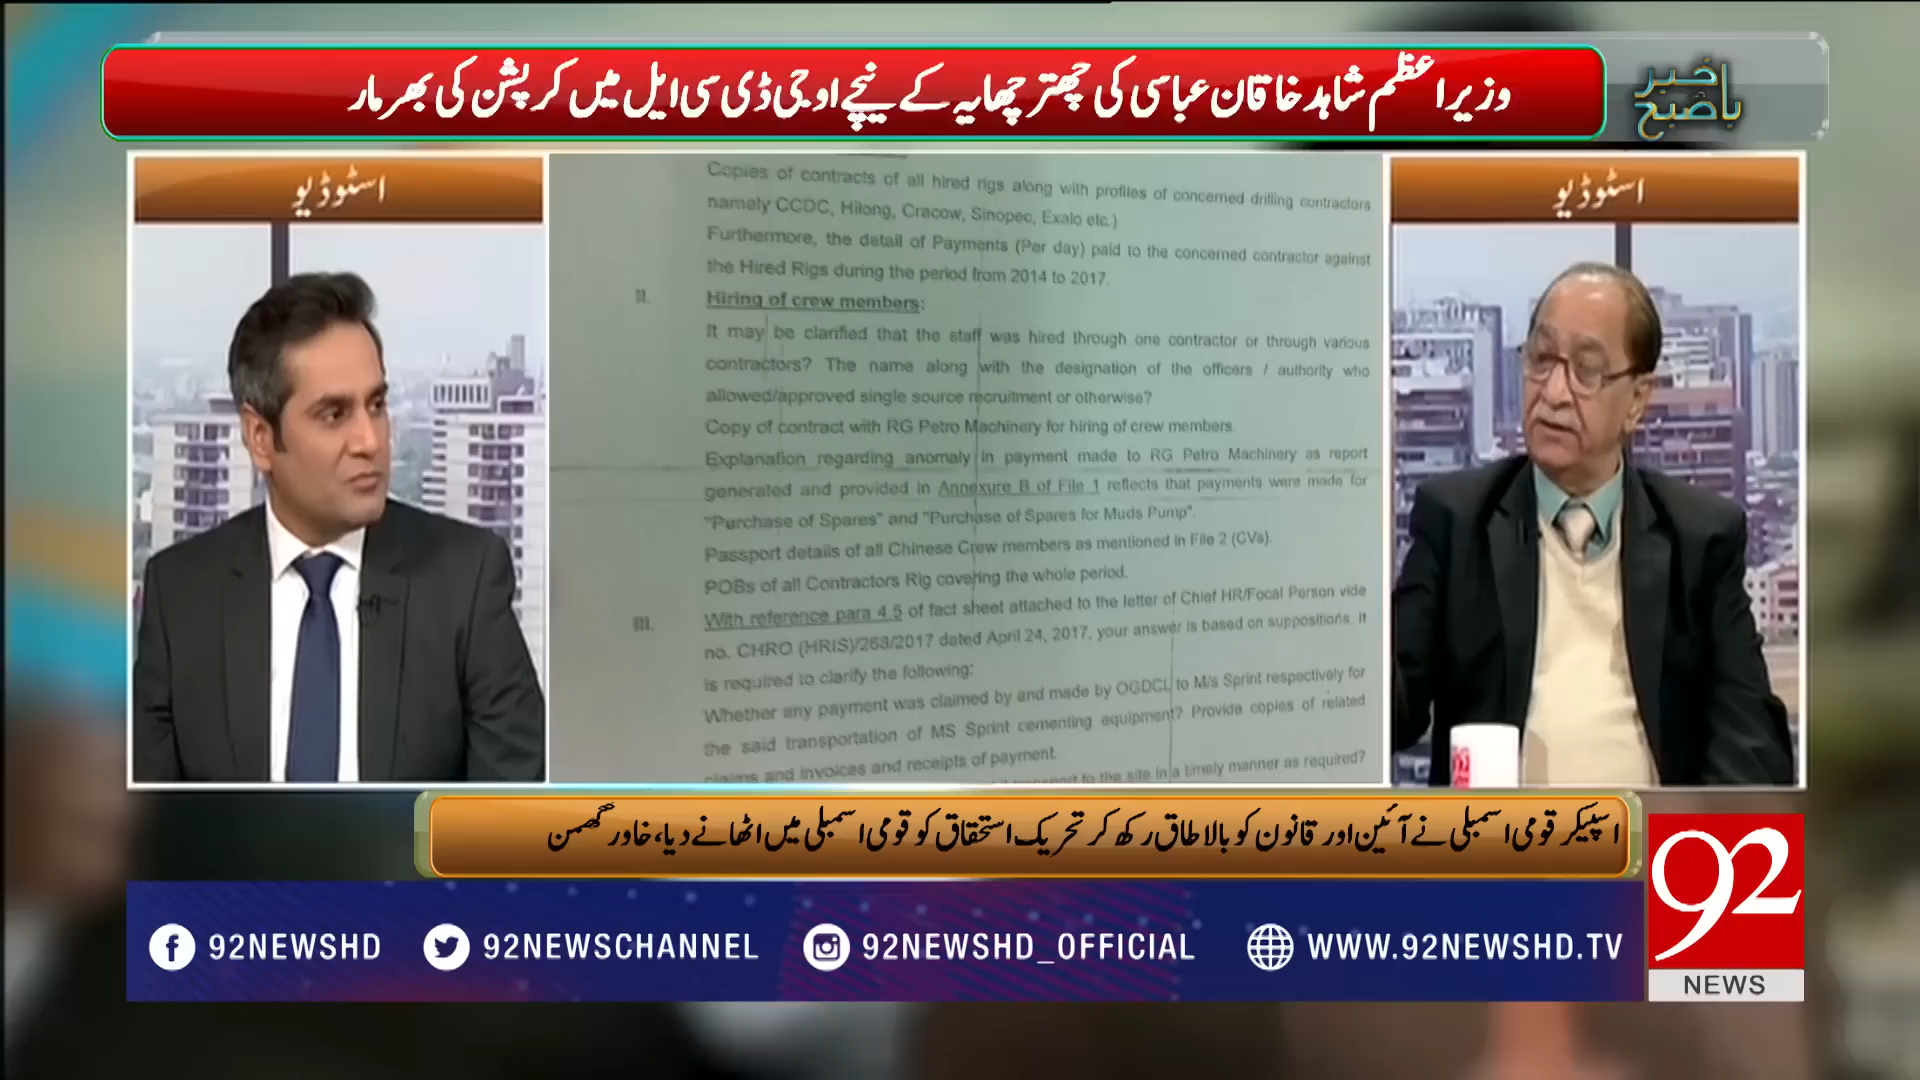 وزیراعظم شاہد خاقان عباسی کی چھتر چھایہ کے نیچے او جی ڈی سی ایل میں کرپشن کی بھرمار
باخبر صبح
اسٹوڈیو
اسٹوڈیو
Copies of contracts of all hired rigs along with profiles of concerned drilling contractors
namely CCDC, Hilong, Cracow, Sinopec, Exalo etc.)
Furthermore, the detail of Payments (Per day) paid to the concerned contractor against
the Hired Rigs during the period from 2014 to 2017.
II. Hiring of crew members:
It may be clarified that the staff was hired through one contractor or through various
contractors? The name along with the designation of the officers / authority who
allowed/approved single source recruitment or otherwise?
Copy of contract with RG Petro Machinery for hiring of crew members.
Explanation regarding anomaly in payment made to RG Petro Machinery as report
generated and provided in Annexure B of File 1 reflects that payments were made for
"Purchase of Spares" and "Purchase of Spares for Muds Pump".
Passport details of all Chinese Crew members as mentioned in File 2 (CVs).
POBs of all Contractors Rig covering the whole period.
III. With reference para 4.5 of fact sheet attached to the letter of Chief HR/Focal Person vide
no. CHRO (HRIS)/263/2017 dated April 24, 2017, your answer is based on suppositions. It
is required to clarify the following:
Whether any payment was claimed by and made by OGDCL to M/s Sprint respectively for
the said transportation of MS Sprint cementing equipment? Provide copies of related
claims and invoices and receipts of payment.
transport to the site in a timely manner as required?
اسپیکر قومی اسمبلی نے آئین اور قانون کو بالا طاق رکھ کر تحریک استحقاق کو قومی اسمبلی میں اٹھانے دیا، خاور گھمن
92NEWSHD
92NEWSCHANNEL
92NEWSHD_OFFICIAL
WWW.92NEWSHD.TV
92
NEWS